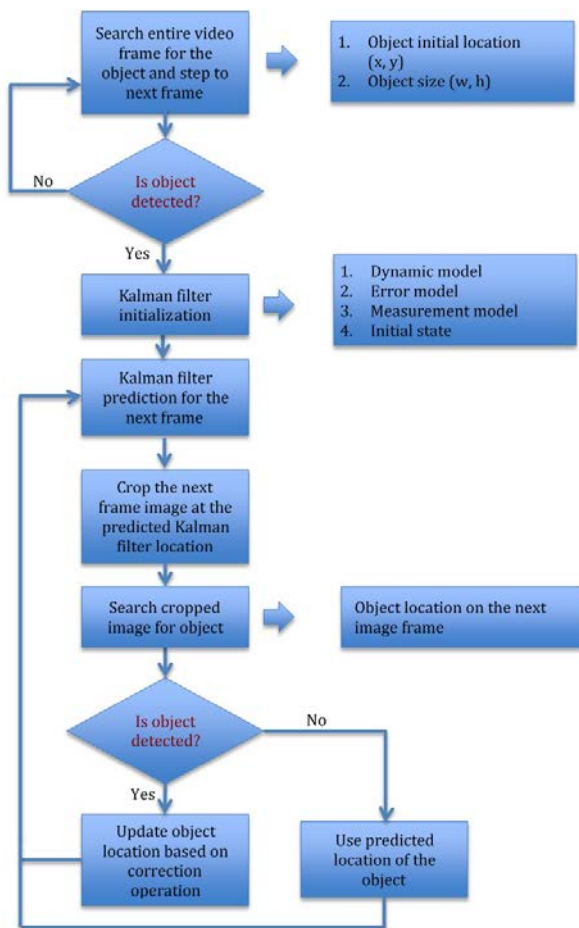 Search entire video
frame for the
object and step to
next frame
1. Object initial location
(x, y)
2. Object size (w, h)
No
Is object
detected?
Yes
Kalman filter
initialization
1. Dynamic model
2. Error model
3. Measurement model
4. Initial state
Kalman filter
prediction for the
next frame
Crop the next
frame image at the
predicted Kalman
filter location
Search cropped
image for object
Object location on the next
image frame
Is object
detected?
No
Yes
Update object
location based on
correction
operation
Use predicted
location of the
object